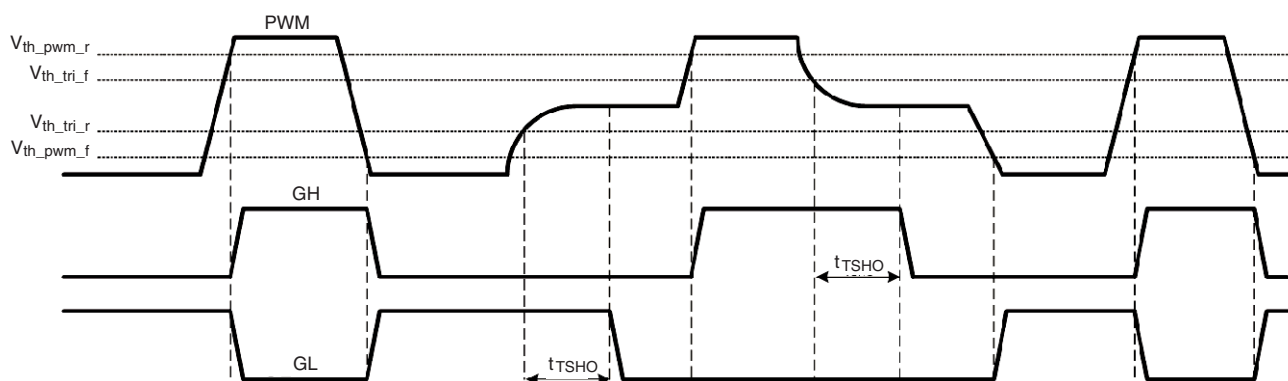 PWM
Vth_pwm_r
Vth_tri_f
Vth_tri_r
Vth_pwm_f
GH
tTSHO
GL
tTSHO